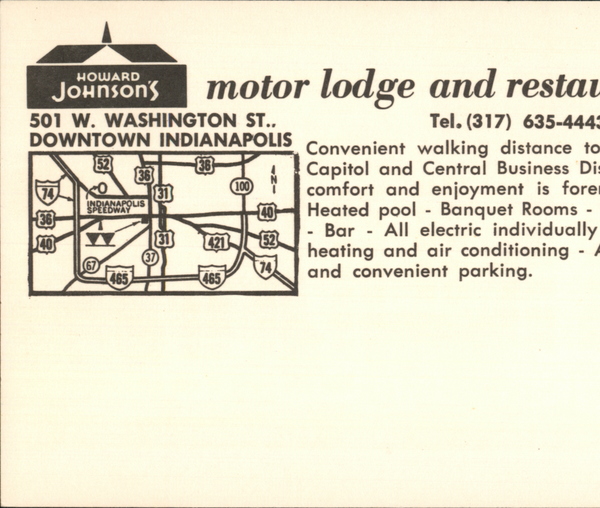 HOWARD
JOHNSON'S
motor lodge and restau
501 W. WASHINGTON ST..
Tel. (317) 635-4443
DOWNTOWN INDIANAPOLIS
Convenient walking distance to
Capitol and Central Business Dis
comfort and enjoyment is fore
Heated pool - Banquet Rooms -
- Bar - All electric individually
heating and air conditioning - A
and convenient parking.
52
36
36
N
74
31
100
INDIANAPOLIS
SPEEDWAY
36
40
40
31
421
52
67
37
74
465
465